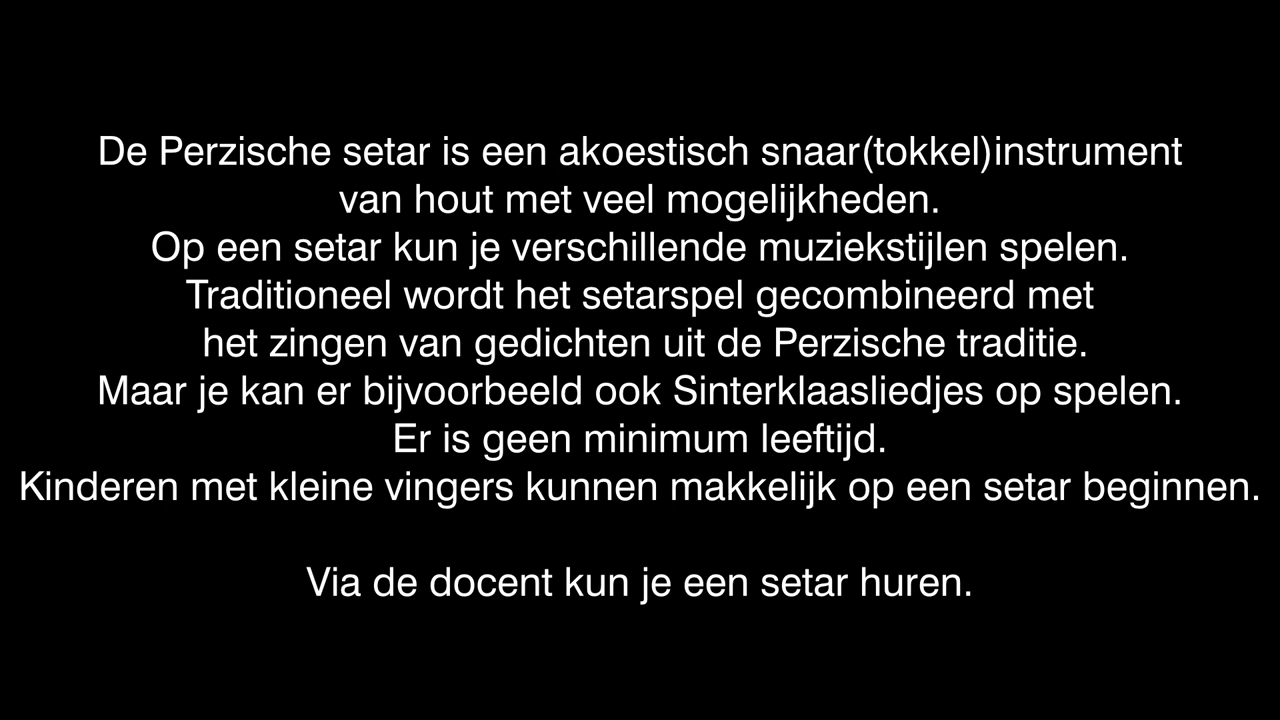 De Perzische setar is een akoestisch snaar(tokkel)instrument
van hout met veel mogelijkheden.
Op een setar kun je verschillende muziekstijlen spelen.
Traditioneel wordt het setarspel gecombineerd met
het zingen van gedichten uit de Perzische traditie.
Maar je kan er bijvoorbeeld ook Sinterklaasliedjes op spelen.
Er is geen minimum leeftijd.
Kinderen met kleine vingers kunnen makkelijk op een setar beginnen.
Via de docent kun je een setar huren.